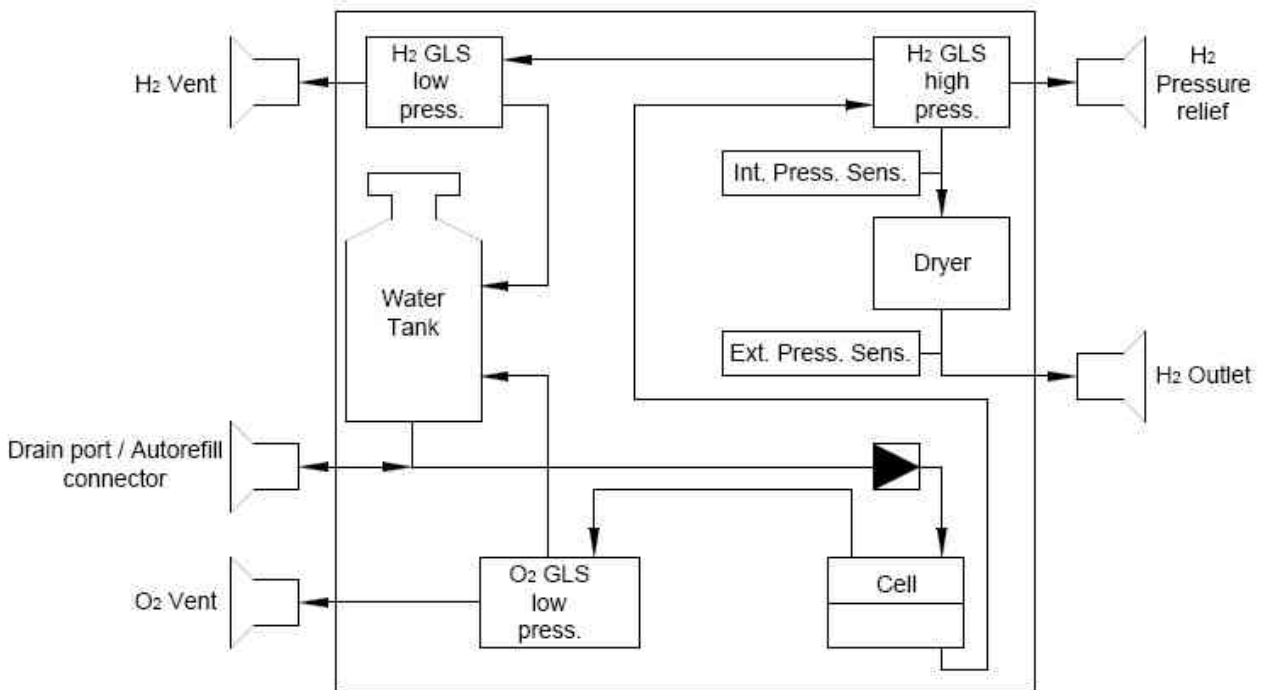 H₂ Vent
H₂ GLS
low
press.
H₂ GLS
high
press.
H₂
Pressure
relief
Int. Press. Sens.
Dryer
Water
Tank
Ext. Press. Sens.
H₂ Outlet
Drain port / Autorefill
connector
O₂ Vent
O₂ GLS
low
press.
Cell